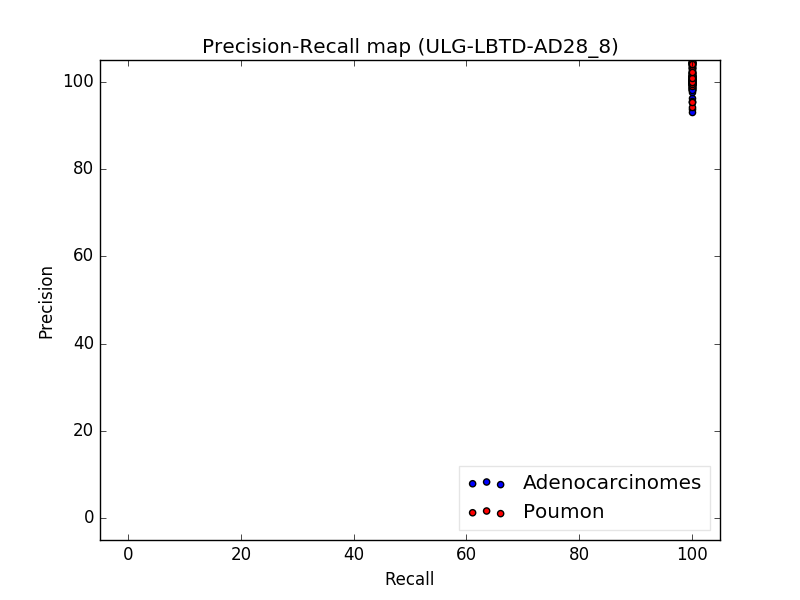 Precision-Recall map (ULG-LBTD-AD28_8)
100
80
60
40
20
0
Precision
Adenocarcinomes
Poumon
0 20 40 60 80 100
Recall